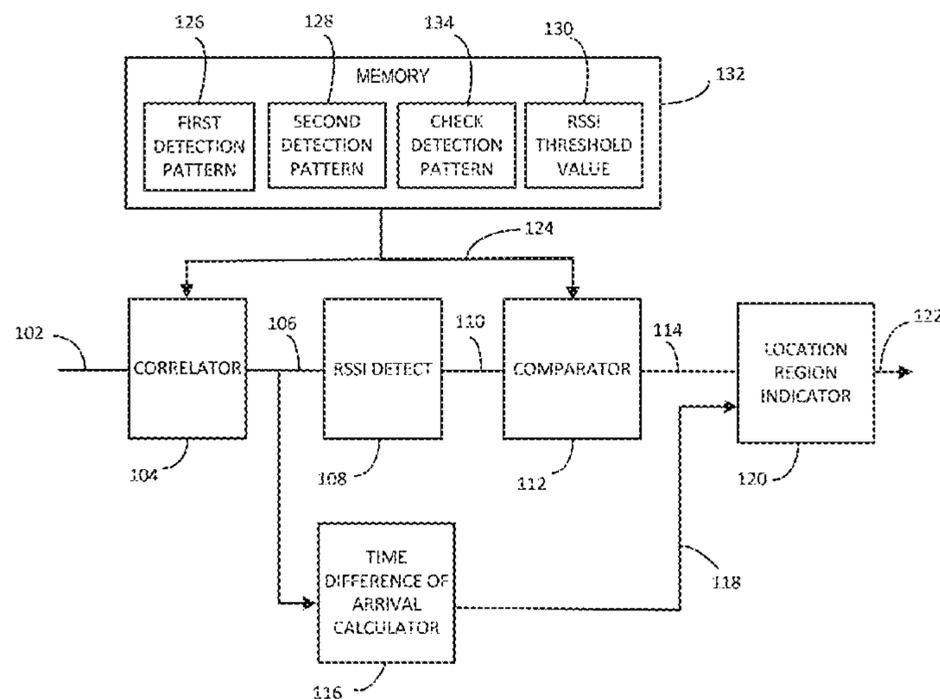 126
128
134
130
132
MEMORY
FIRST
DETECTION
PATTERN
SECOND
DETECTION
PATTERN
CHECK
DETECTION
PATTERN
RSSI
THRESHOLD
VALUE
124
102
CORRELATOR
104
106
RSSI DETECT
108
110
COMPARATOR
112
114
LOCATION
REGION
INDICATOR
120
122
TIME
DIFFERENCE OF
ARRIVAL
CALCULATOR
116
118